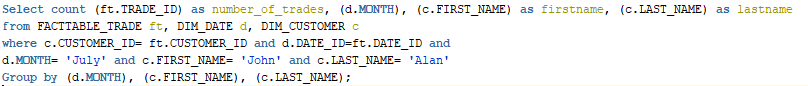 Select count (ft.TRADE_ID) as number_of_trades, (d.MONTH), (c.FIRST_NAME) as firstname, (c.LAST_NAME) as lastname
from FACTTABLE_TRADE ft, DIM_DATE d, DIM_CUSTOMER c
where c.CUSTOMER_ID= ft.CUSTOMER_ID and d.DATE_ID=ft.DATE_ID and
d.MONTH= 'July' and c.FIRST_NAME= 'John' and c.LAST_NAME= 'Alan'
Group by (d.MONTH), (c.FIRST_NAME), (c.LAST_NAME);